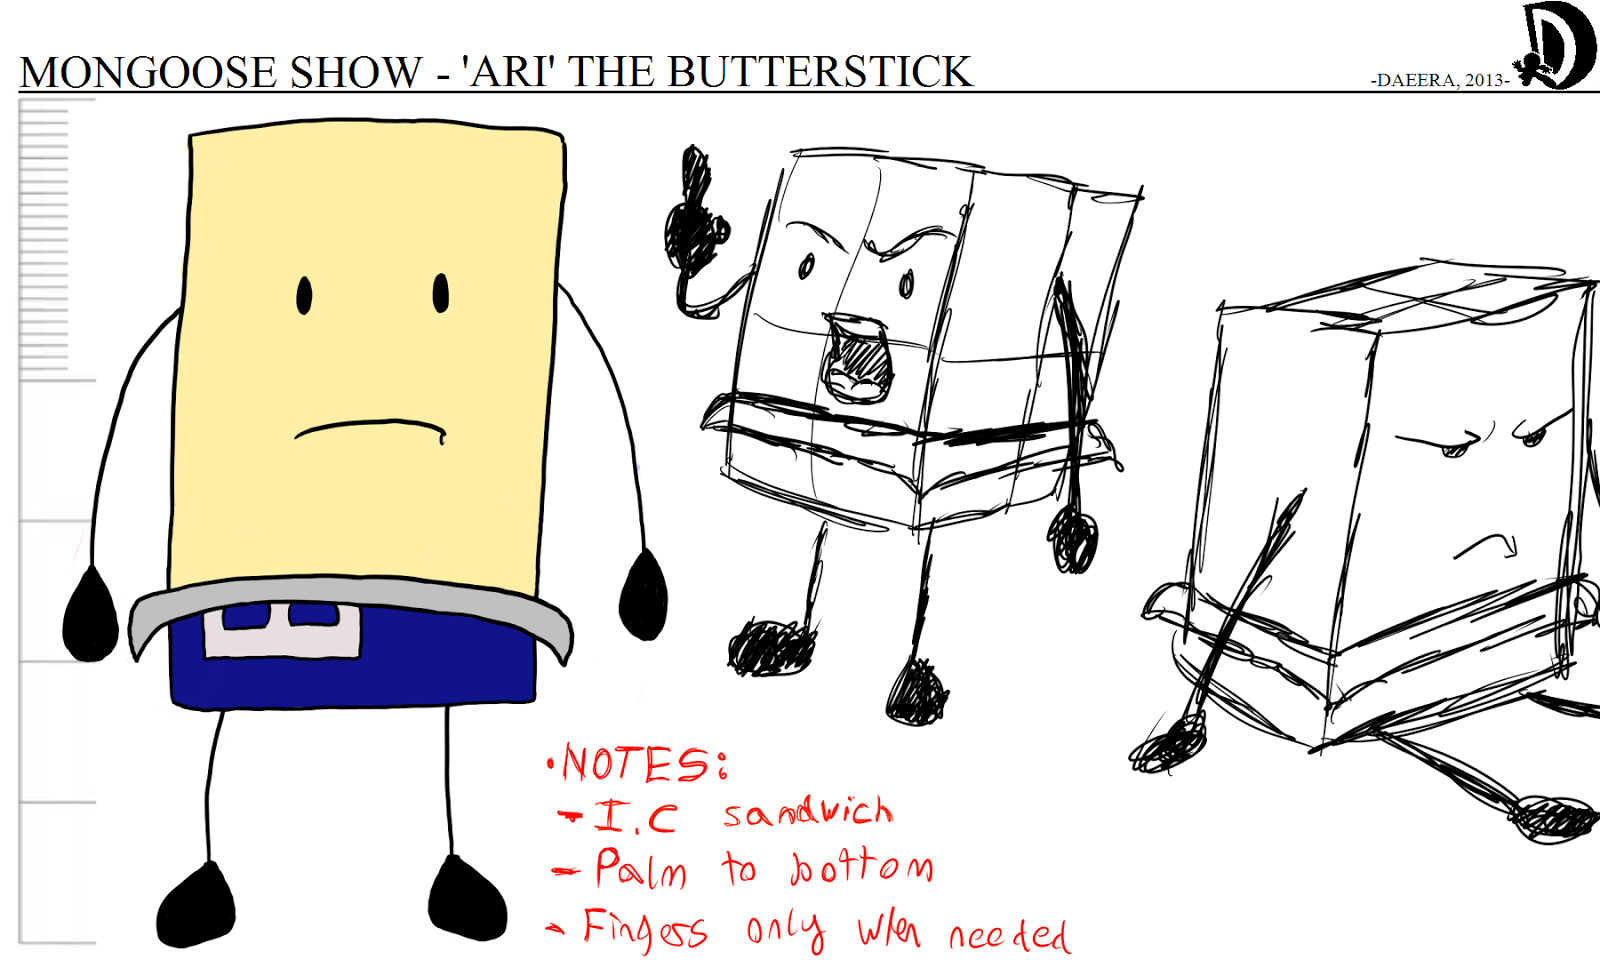 MONGOOSE SHOW - 'ARI' THE BUTTERSTICK
-DAEERA, 2013-
• NOTES:
- I.C sandwich
- Palm to bottom
- Fingers only when needed